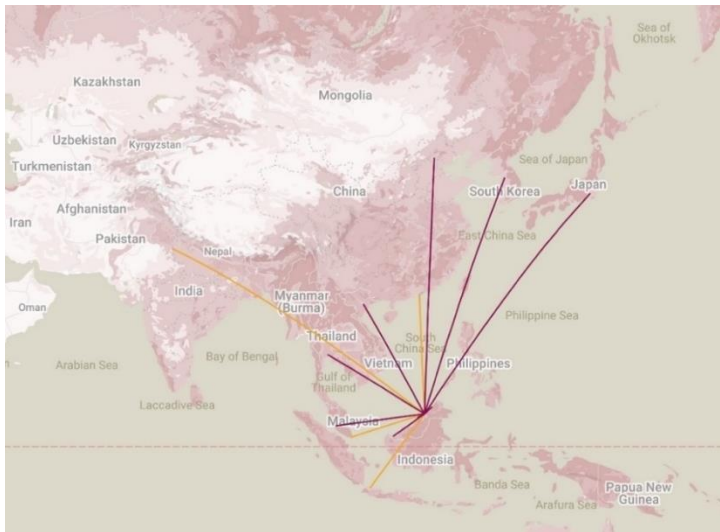 Sea of
Okhotsk
Kazakhstan
Mongolia
Uzbekistan
Kyrgyzstan
Sea of Japan
Turkmenistan
China
South Korea
Japan
Afghanistan
Iran
East China Sea
Pakistan
Nepal
India
Myanmar
(Burma)
Oman
Philippine Sea
Thailand
South
China Sea
Arabian Sea
Bay of Bengal
Vietnam
Philippines
Gulf of
Thailand
Laccadive Sea
Malaysia
Indonesia
Banda Sea
Papua New
Guinea
Arafura Sea